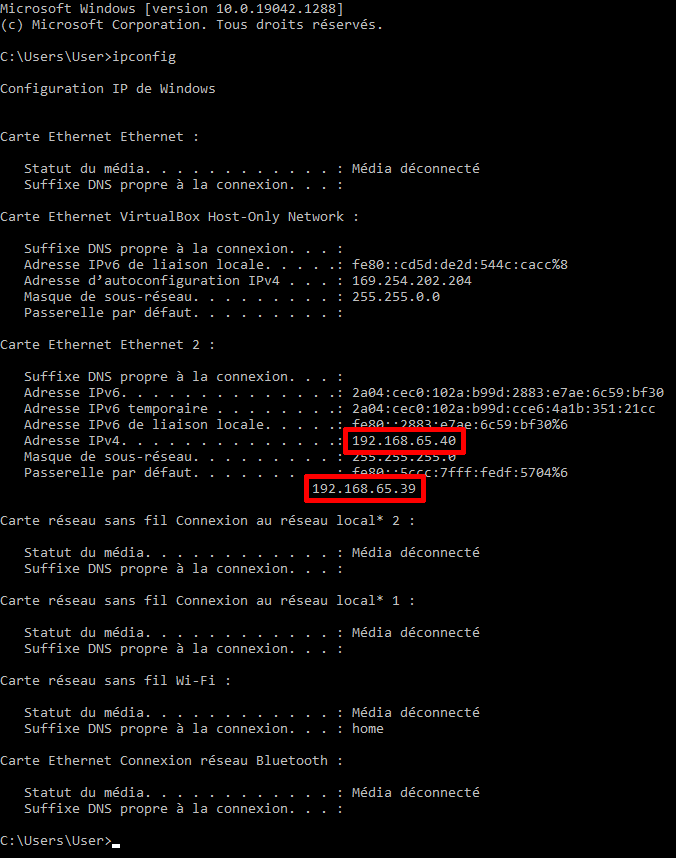 Microsoft Windows [version 10.0.19042.1288]
(c) Microsoft Corporation. Tous droits réservés.
C:\Users\User>ipconfig
Configuration IP de Windows
Carte Ethernet Ethernet :
Statut du média. . . . . . . . . . . . : Média déconnecté
Suffixe DNS propre à la connexion. . . :
Carte Ethernet VirtualBox Host-Only Network :
Suffixe DNS propre à la connexion. . . :
Adresse IPv6 de liaison locale. . . . .: fe80::cd5d:de2d:544c:cacc%8
Adresse d’autoconfiguration IPv4 . . . : 169.254.202.204
Masque de sous-réseau. . . . . . . . . : 255.255.0.0
Passerelle par défaut. . . . . . . . . :
Carte Ethernet Ethernet 2 :
Suffixe DNS propre à la connexion. . . :
Adresse IPv6. . . . . . . . . . . . . .: 2a04:cec0:102a:b99d:2883:e7ae:6c59:bf30
Adresse IPv6 temporaire . . . . . . . .: 2a04:cec0:102a:b99d:cce6:4a1b:351:21cc
Adresse IPv6 de liaison locale. . . . .: fe80::2883:e7ae:6c59:bf30%6
Adresse IPv4. . . . . . . . . . . . . .: 192.168.65.40
Masque de sous-réseau. . . . . . . . . : 255.255.255.0
Passerelle par défaut. . . . . . . . . : fe80::5ccc:7fff:fedf:5704%6
192.168.65.39
Carte réseau sans fil Connexion au réseau local* 2 :
Statut du média. . . . . . . . . . . . : Média déconnecté
Suffixe DNS propre à la connexion. . . :
Carte réseau sans fil Connexion au réseau local* 1 :
Statut du média. . . . . . . . . . . . : Média déconnecté
Suffixe DNS propre à la connexion. . . :
Carte réseau sans fil Wi-Fi :
Statut du média. . . . . . . . . . . . : Média déconnecté
Suffixe DNS propre à la connexion. . . : home
Carte Ethernet Connexion réseau Bluetooth :
Statut du média. . . . . . . . . . . . : Média déconnecté
Suffixe DNS propre à la connexion. . . :
C:\Users\User>